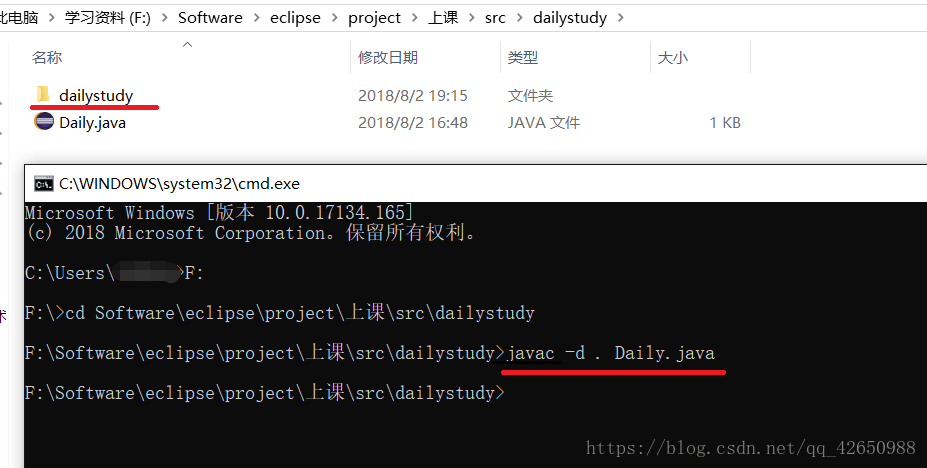 此电脑 > 学习资料 (F:) > Software > eclipse > project > 上课 > src > dailystudy >
名称 修改日期 类型 大小
dailystudy 2018/8/2 19:15 文件夹
Daily.java 2018/8/2 16:48 JAVA 文件 1 KB
C:\WINDOWS\system32\cmd.exe
Microsoft Windows [版本 10.0.17134.165]
(c) 2018 Microsoft Corporation。保留所有权利。
C:\Users\ >F:
F:\>cd Software\eclipse\project\上课\src\dailystudy
F:\Software\eclipse\project\上课\src\dailystudy>javac -d . Daily.java
F:\Software\eclipse\project\上课\src\dailystudy>
https://blog.csdn.net/qq_42650988